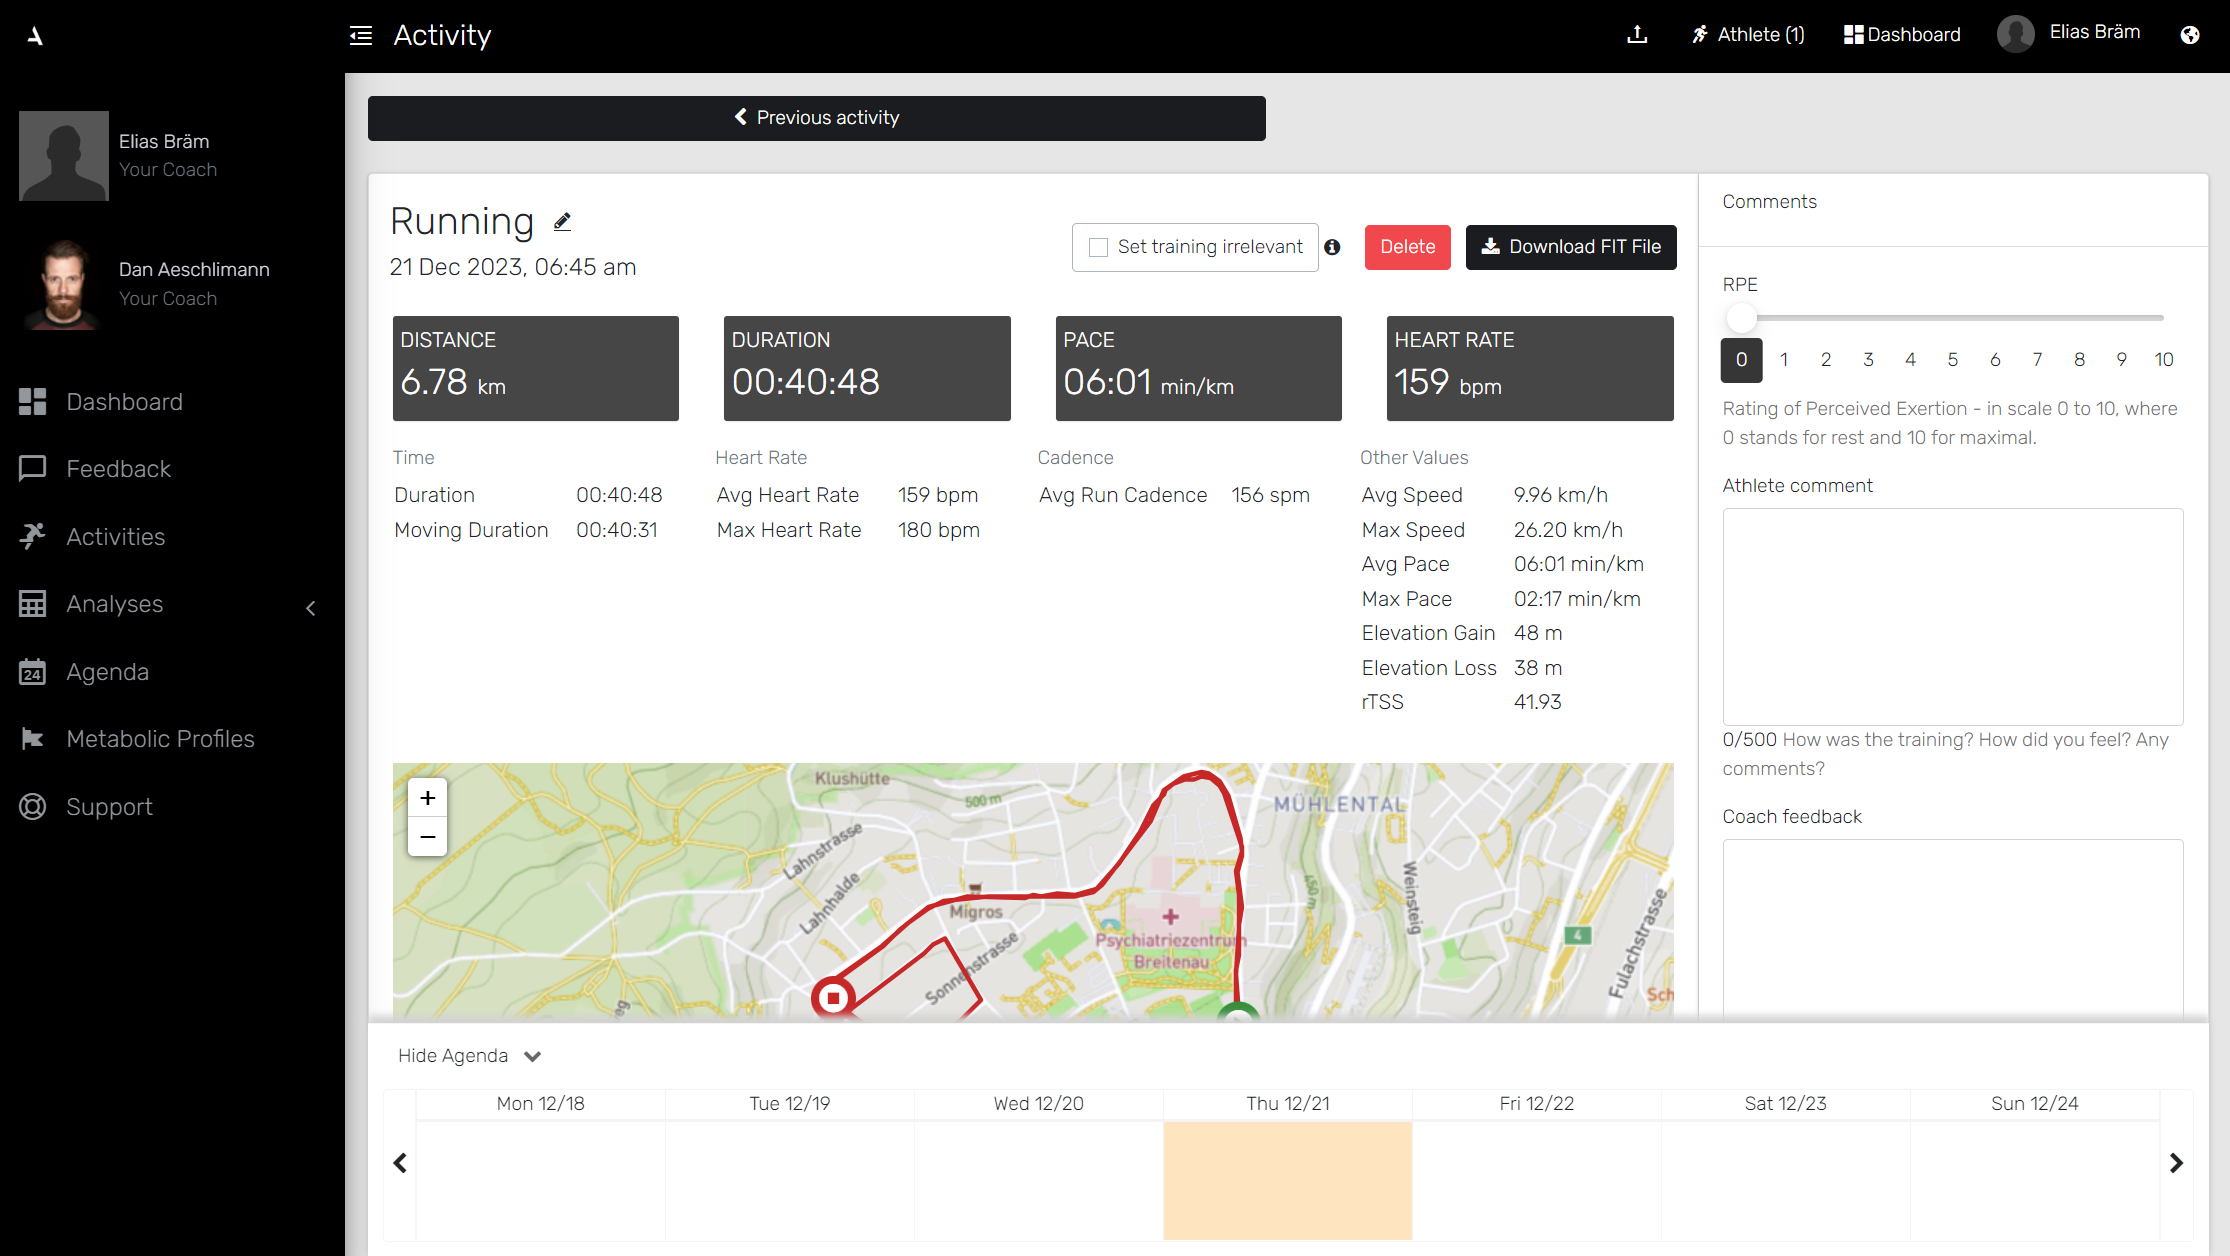 Activity
Athlete (1)
Dashboard
Elias Bräm
Elias Bräm
Your Coach
Dan Aeschlimann
Your Coach
Dashboard
Feedback
Activities
Analyses
24
Agenda
Metabolic Profiles
Support
Previous activity
Running
21 Dec 2023, 06:45 am
Set training irrelevant
Delete
Download FIT File
DISTANCE
6.78 km
DURATION
00:40:48
PACE
06:01 min/km
HEART RATE
159 bpm
Time
Duration 00:40:48
Moving Duration 00:40:31
Heart Rate
Avg Heart Rate 159 bpm
Max Heart Rate 180 bpm
Cadence
Avg Run Cadence 156 spm
Other Values
Avg Speed 9.96 km/h
Max Speed 26.20 km/h
Avg Pace 06:01 min/km
Max Pace 02:17 min/km
Elevation Gain 48 m
Elevation Loss 38 m
rTSS 41.93
+
−
Klushütte
500 m
MÜHLENTAL
Lahnstrasse
Lahnhalde
Migros
Sonnenstrasse
Psychiatriezentrum
Breitenau
450 m
Weinsteig
4
Fulachstrasse
Sch
eg
Comments
RPE
0 1 2 3 4 5 6 7 8 9 10
Rating of Perceived Exertion - in scale 0 to 10, where
0 stands for rest and 10 for maximal.
Athlete comment
0/500 How was the training? How did you feel? Any
comments?
Coach feedback
Hide Agenda
Mon 12/18 Tue 12/19 Wed 12/20 Thu 12/21 Fri 12/22 Sat 12/23 Sun 12/24